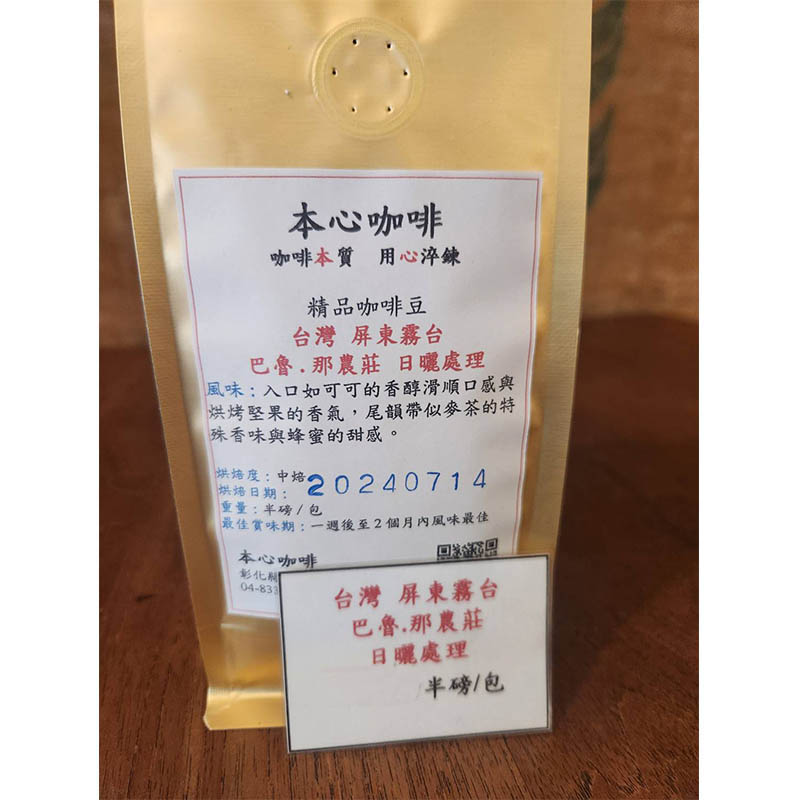 本心咖啡
咖啡本質 用心淬鍊
精品咖啡豆
台灣 屏東霧台
巴魯.那農莊 日曬處理
風味：入口如可可的香醇滑順口感與
烘烤堅果的香氣，尾韻帶似麥茶的特
殊香味與蜂蜜的甜感。
烘焙度：中焙
烘焙日期：20240714
重量：半磅/包
最佳賞味期：一週後至2個月內風味最佳
本心咖啡
彰化縣
04-833
台灣 屏東霧台
巴魯.那農莊
日曬處理
半磅/包